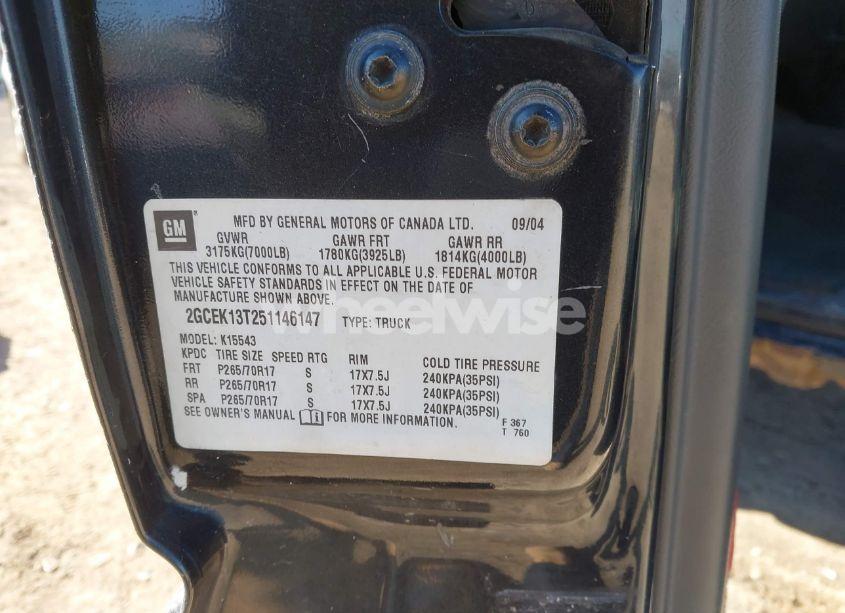 GM
MFD BY GENERAL MOTORS OF CANADA LTD. 09/04
GVWR GAWR FRT GAWR RR
3175KG(7000LB) 1780KG(3925LB) 1814KG(4000LB)
THIS VEHICLE CONFORMS TO ALL APPLICABLE U.S. FEDERAL MOTOR
VEHICLE SAFETY STANDARDS IN EFFECT ON THE DATE OF
MANUFACTURE SHOWN ABOVE.
wheelwise
2GCEK13T251146147 TYPE: TRUCK
MODEL: K15543
KPDC TIRE SIZE SPEED RTG RIM COLD TIRE PRESSURE
FRT P265/70R17 S 17X7.5J 240KPA(35PSI)
RR P265/70R17 S 17X7.5J 240KPA(35PSI)
SPA P265/70R17 S 17X7.5J 240KPA(35PSI)
SEE OWNER'S MANUAL FOR MORE INFORMATION.
F 367
T 760